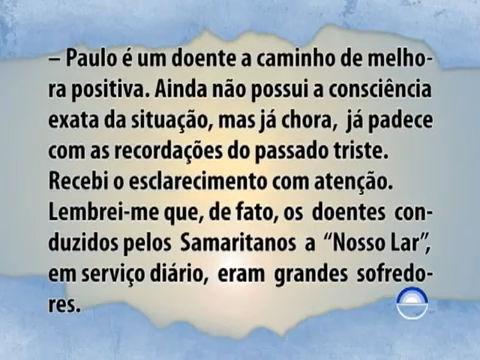 – Paulo é um doente a caminho de melho-
ra positiva. Ainda não possui a consciência
exata da situação, mas já chora, já padece
com as recordações do passado triste.
Recebi o esclarecimento com atenção.
Lembrei-me que, de fato, os doentes con-
duzidos pelos Samaritanos a “Nosso Lar”,
em serviço diário, eram grandes sofredo-
res.